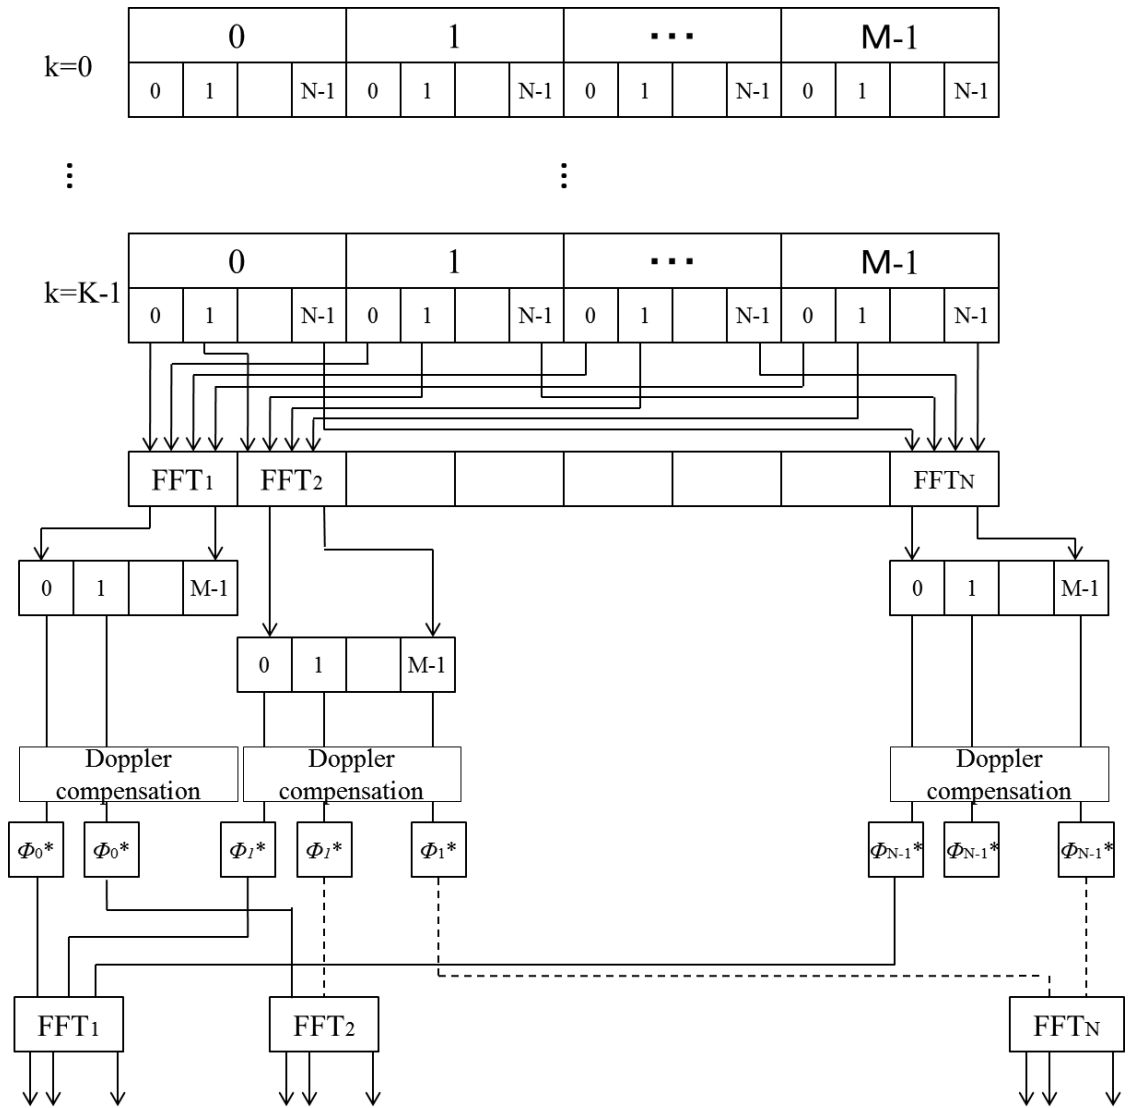 0 1 ··· M-1
k=0
0 1 N-1 0 1 N-1 0 1 N-1 0 1 N-1
⋮ ⋮
0 1 ··· M-1
k=K-1
0 1 N-1 0 1 N-1 0 1 N-1 0 1 N-1
FFT1 FFT2 FFTN
0 1 M-1 0 1 M-1
0 1 M-1
Doppler Doppler Doppler
compensation compensation compensation
Φ0* Φ0* Φ1* Φ1* Φ1* ΦN-1* ΦN-1* ΦN-1*
FFT1 FFT2 FFTN